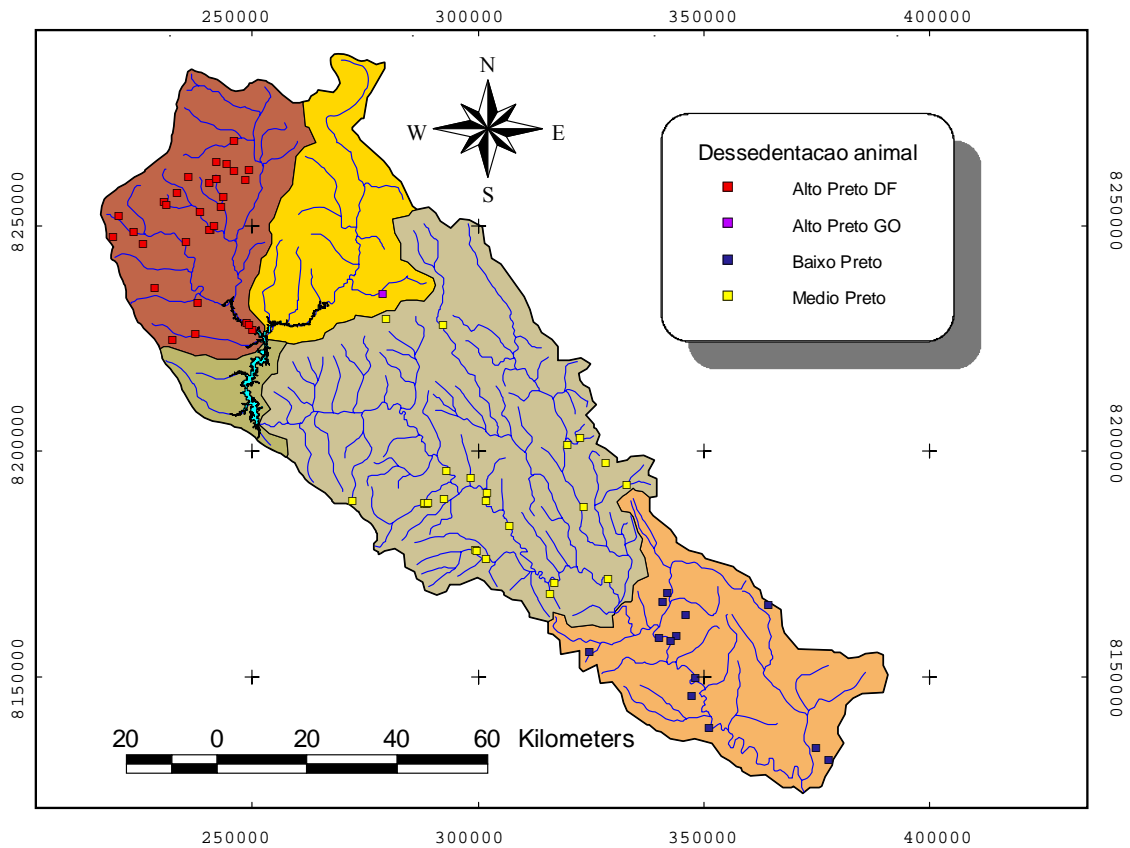 250000 300000 350000 400000
N
W E
S
Dessedentacao animal
Alto Preto DF
Alto Preto GO
Baixo Preto
Medio Preto
8250000 8250000
8200000 8200000
8150000 8150000
20 0 20 40 60 Kilometers
250000 300000 350000 400000